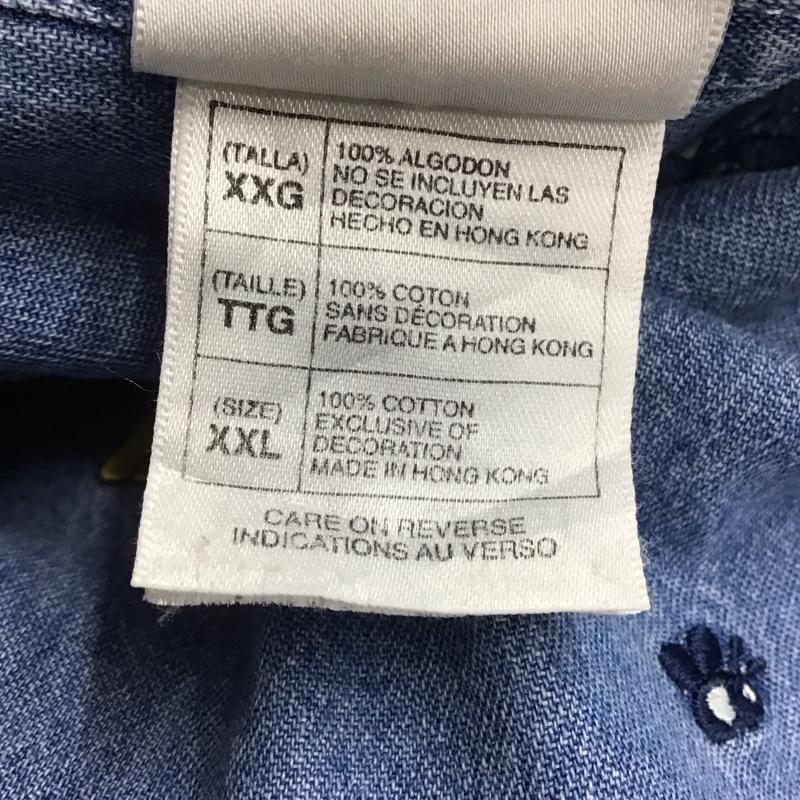 (TALLA)
XXG
100% ALGODON
NO SE INCLUYEN LAS
DECORACION
HECHO EN HONG KONG
(TAILLE)
TTG
100% COTON
SANS DÉCORATION
FABRIQUE A HONG KONG
(SIZE)
XXL
100% COTTON
EXCLUSIVE OF
DECORATION
MADE IN HONG KONG
CARE ON REVERSE
INDICATIONS AU VERSO